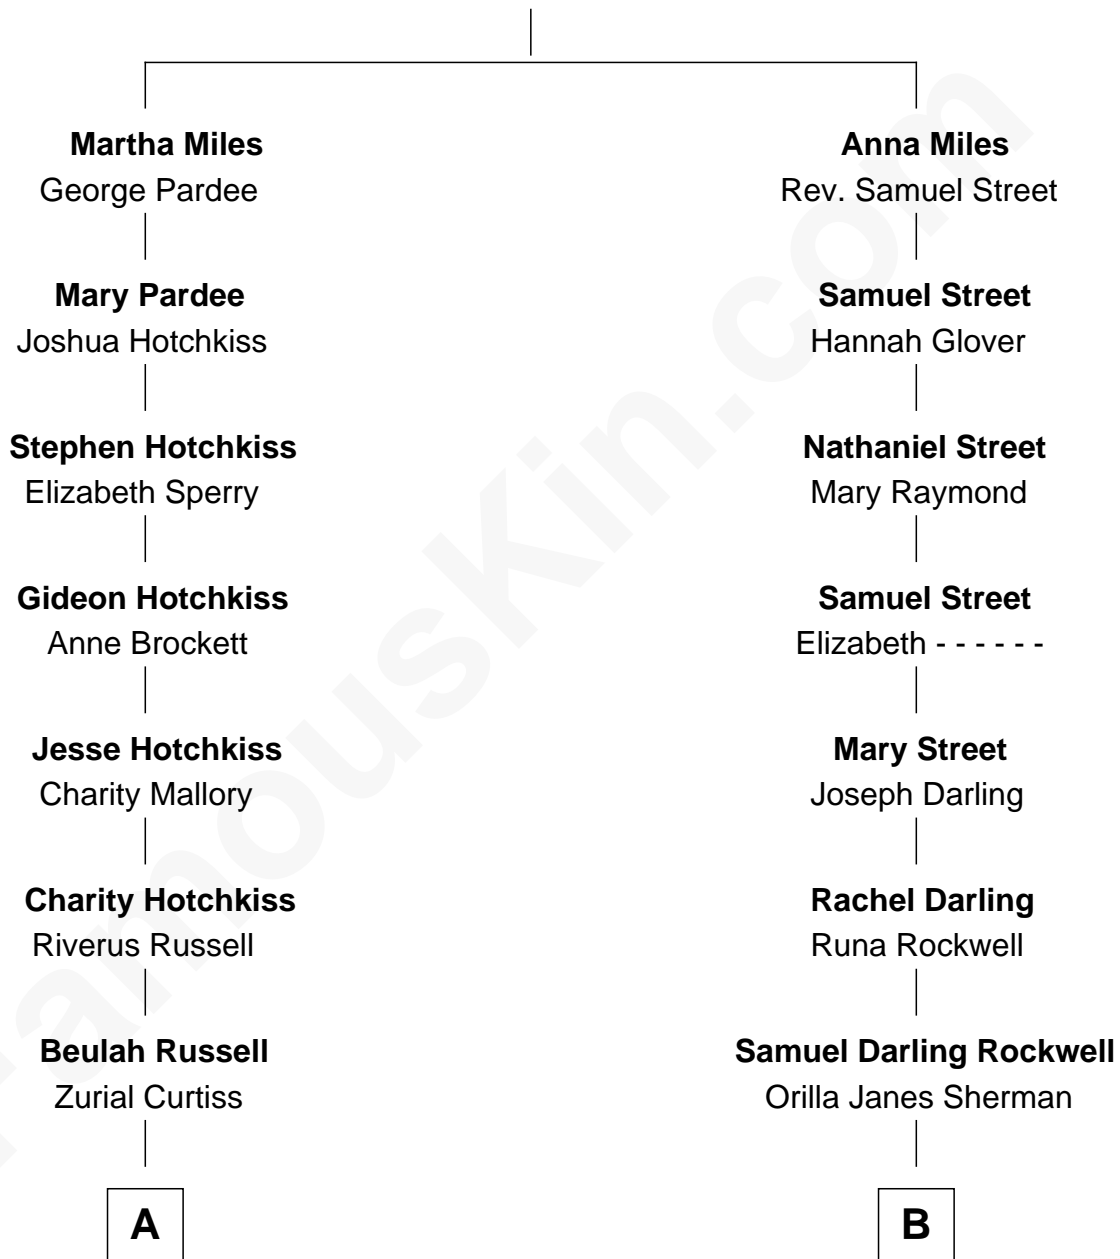 Martha Miles
George Pardee
Mary Pardee
Joshua Hotchkiss
Stephen Hotchkiss
Elizabeth Sperry
Gideon Hotchkiss
Anne Brockett
Jesse Hotchkiss
Charity Mallory
Charity Hotchkiss
Riverus Russell
Beulah Russell
Zurial Curtiss
A
Anna Miles
Rev. Samuel Street
Samuel Street
Hannah Glover
Nathaniel Street
Mary Raymond
Samuel Street
Elizabeth - - - - - -
Mary Street
Joseph Darling
Rachel Darling
Runa Rockwell
Samuel Darling Rockwell
Orilla Janes Sherman
B
FamousKin.com